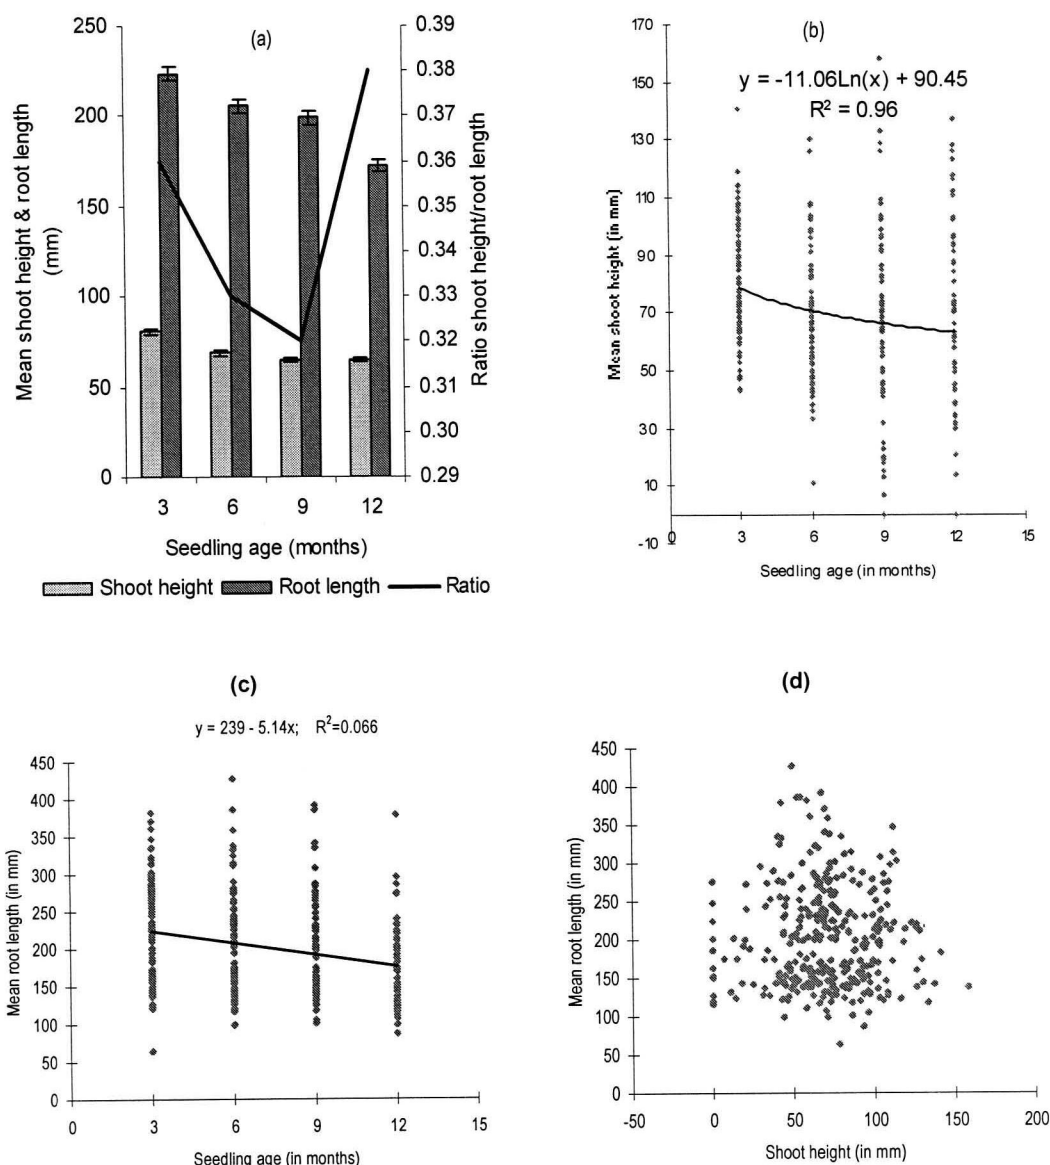 (a)
Mean shoot height & root length
(mm)
250
200
150
100
50
0
0.39
0.38
0.37
0.36
0.35
0.34
0.33
0.32
0.31
0.30
0.29
Ratio shoot height/root length
3 6 9 12
Seedling age (months)
Shoot height Root length Ratio
(b)
y = -11.06Ln(x) + 90.45
R² = 0.96
Mean shoot height (in mm)
170
150
130
110
90
70
50
30
10
-10
0 3 6 9 12 15
Seedling age (in months)
(c)
y = 239 - 5.14x; R²=0.066
Mean root length (in mm)
450
400
350
300
250
200
150
100
50
0
0 3 6 9 12 15
Seedling age (in months)
(d)
Mean root length (in mm)
450
400
350
300
250
200
150
100
50
0
-50 0 50 100 150 200
Shoot height (in mm)